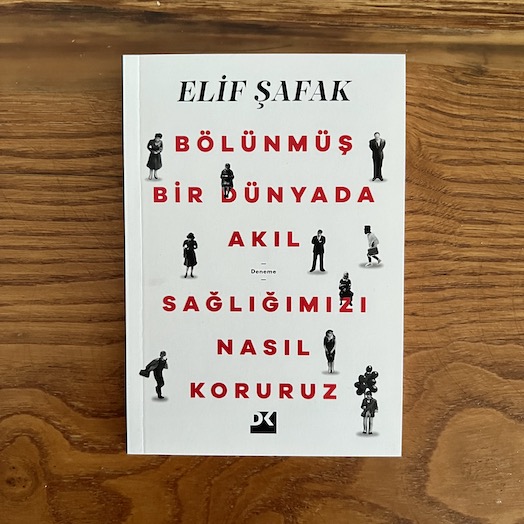 ELİF ŞAFAK
BÖLÜNMÜŞ
BİR DÜNYADA
AKIL
Deneme
SAĞLIĞIMIZI
NASIL
KORURUZ
DK